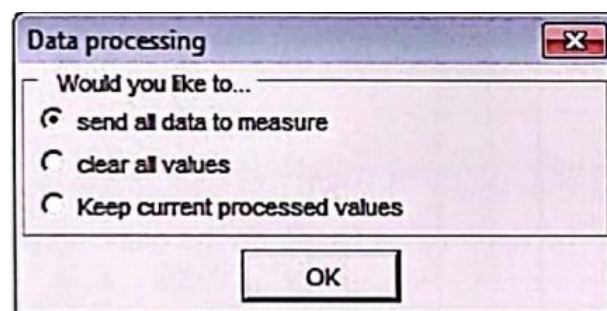 Data processing
Would you like to...
send all data to measure
clear all values
Keep current processed values
OK